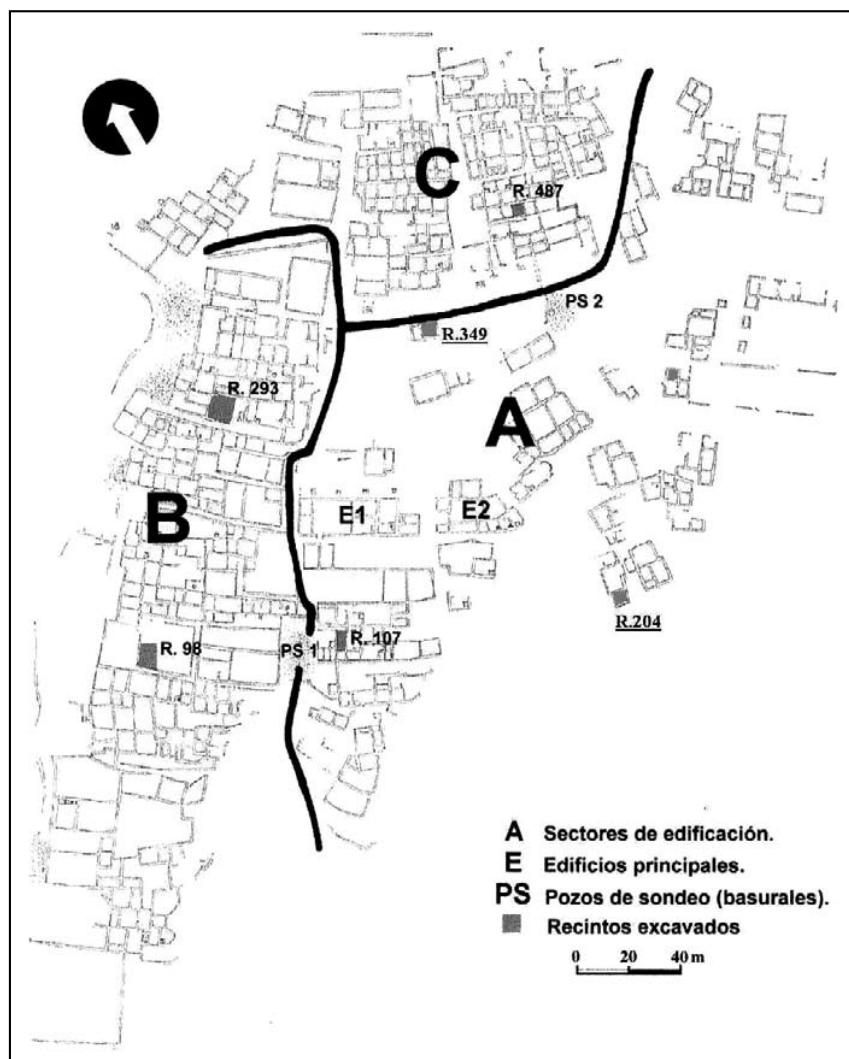 C
R. 487
PS 2
R.349
R. 293
A
E1
E2
B
R.204
R. 98
PS 1
R. 107
A Sectores de edificación.
E Edificios principales.
PS Pozos de sondeo (basurales).
Recintos excavados
0 20 40 m